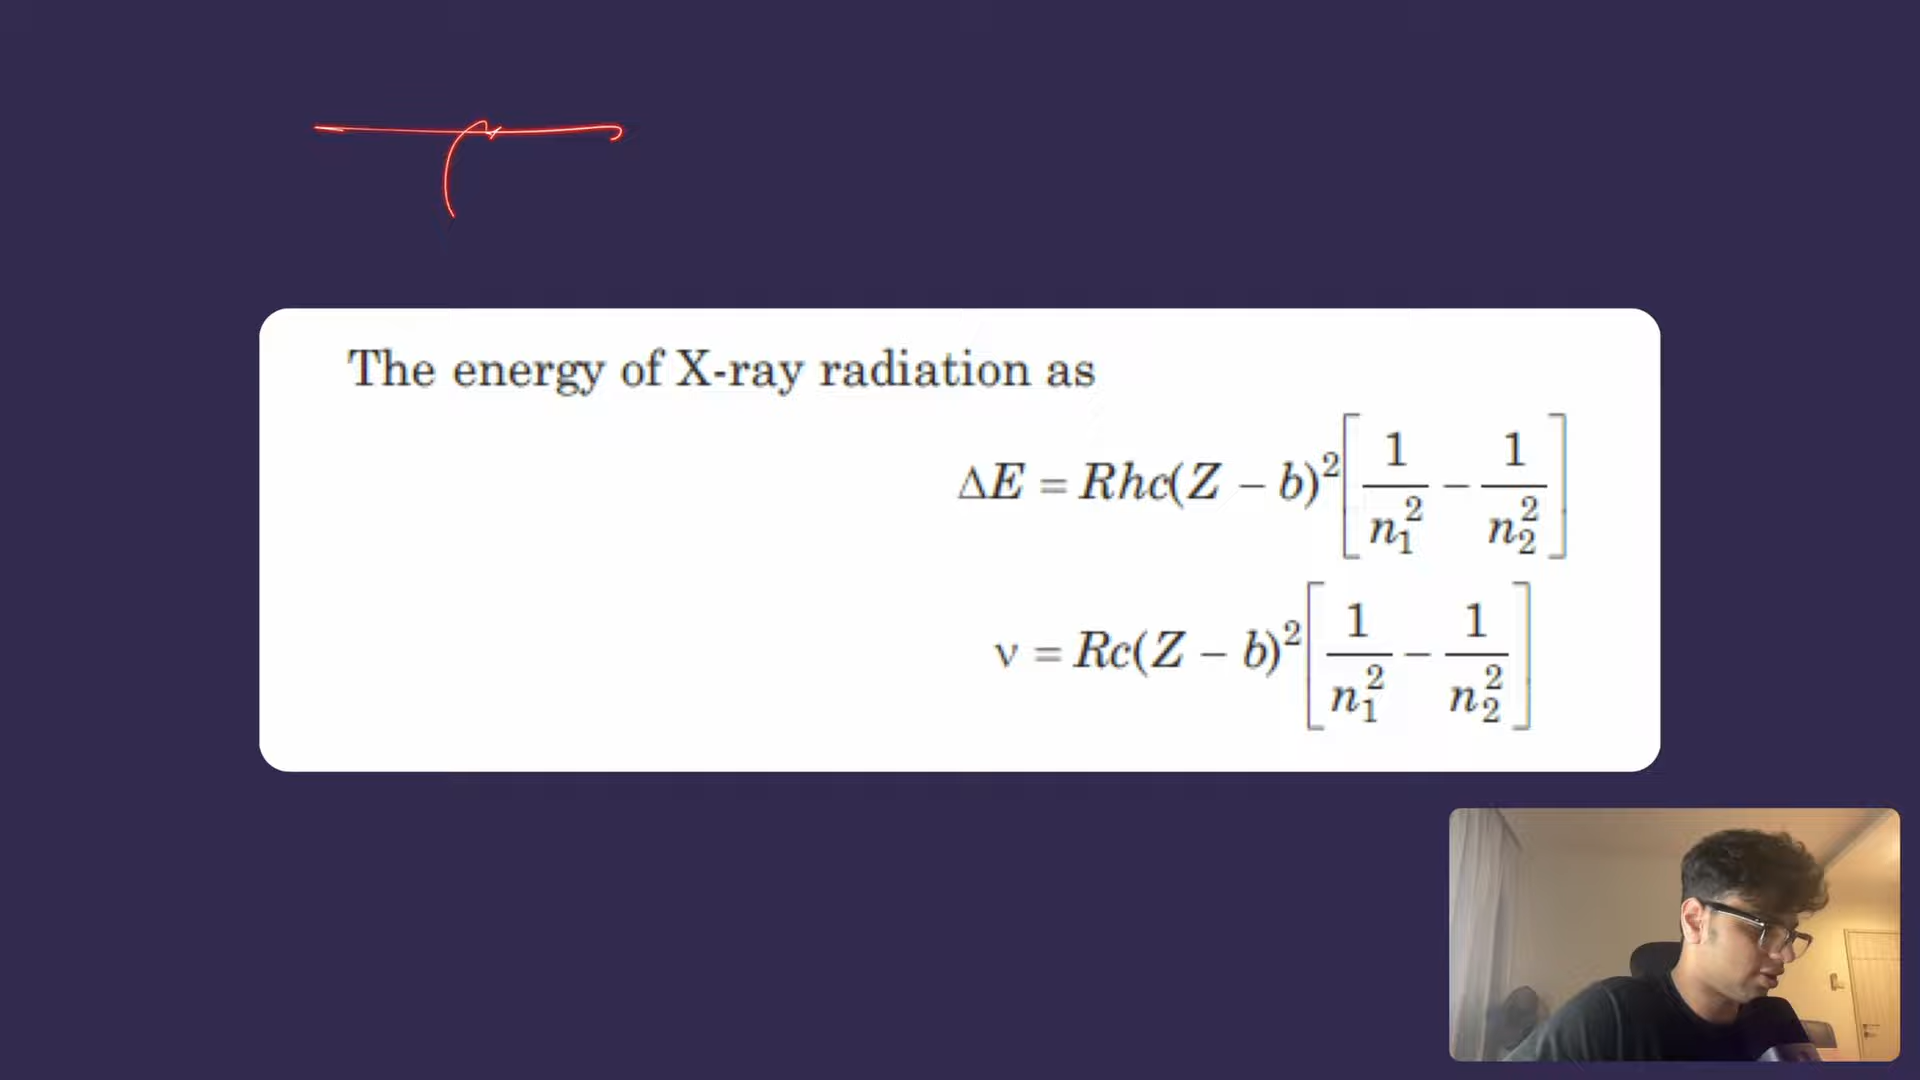 The energy of X-ray radiation as
ΔE = Rhc(Z – b)²[1/n₁² – 1/n₂²]
ν = Rc(Z – b)²[1/n₁² – 1/n₂²]